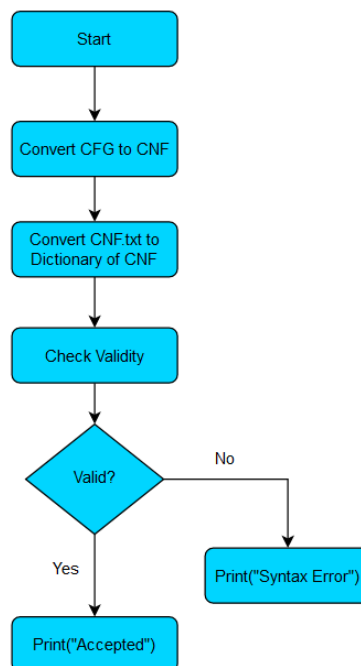 Start
Convert CFG to CNF
Convert CNF.txt to
Dictionary of CNF
Check Validity
Valid?
No
Yes
Print("Syntax Error")
Print("Accepted")